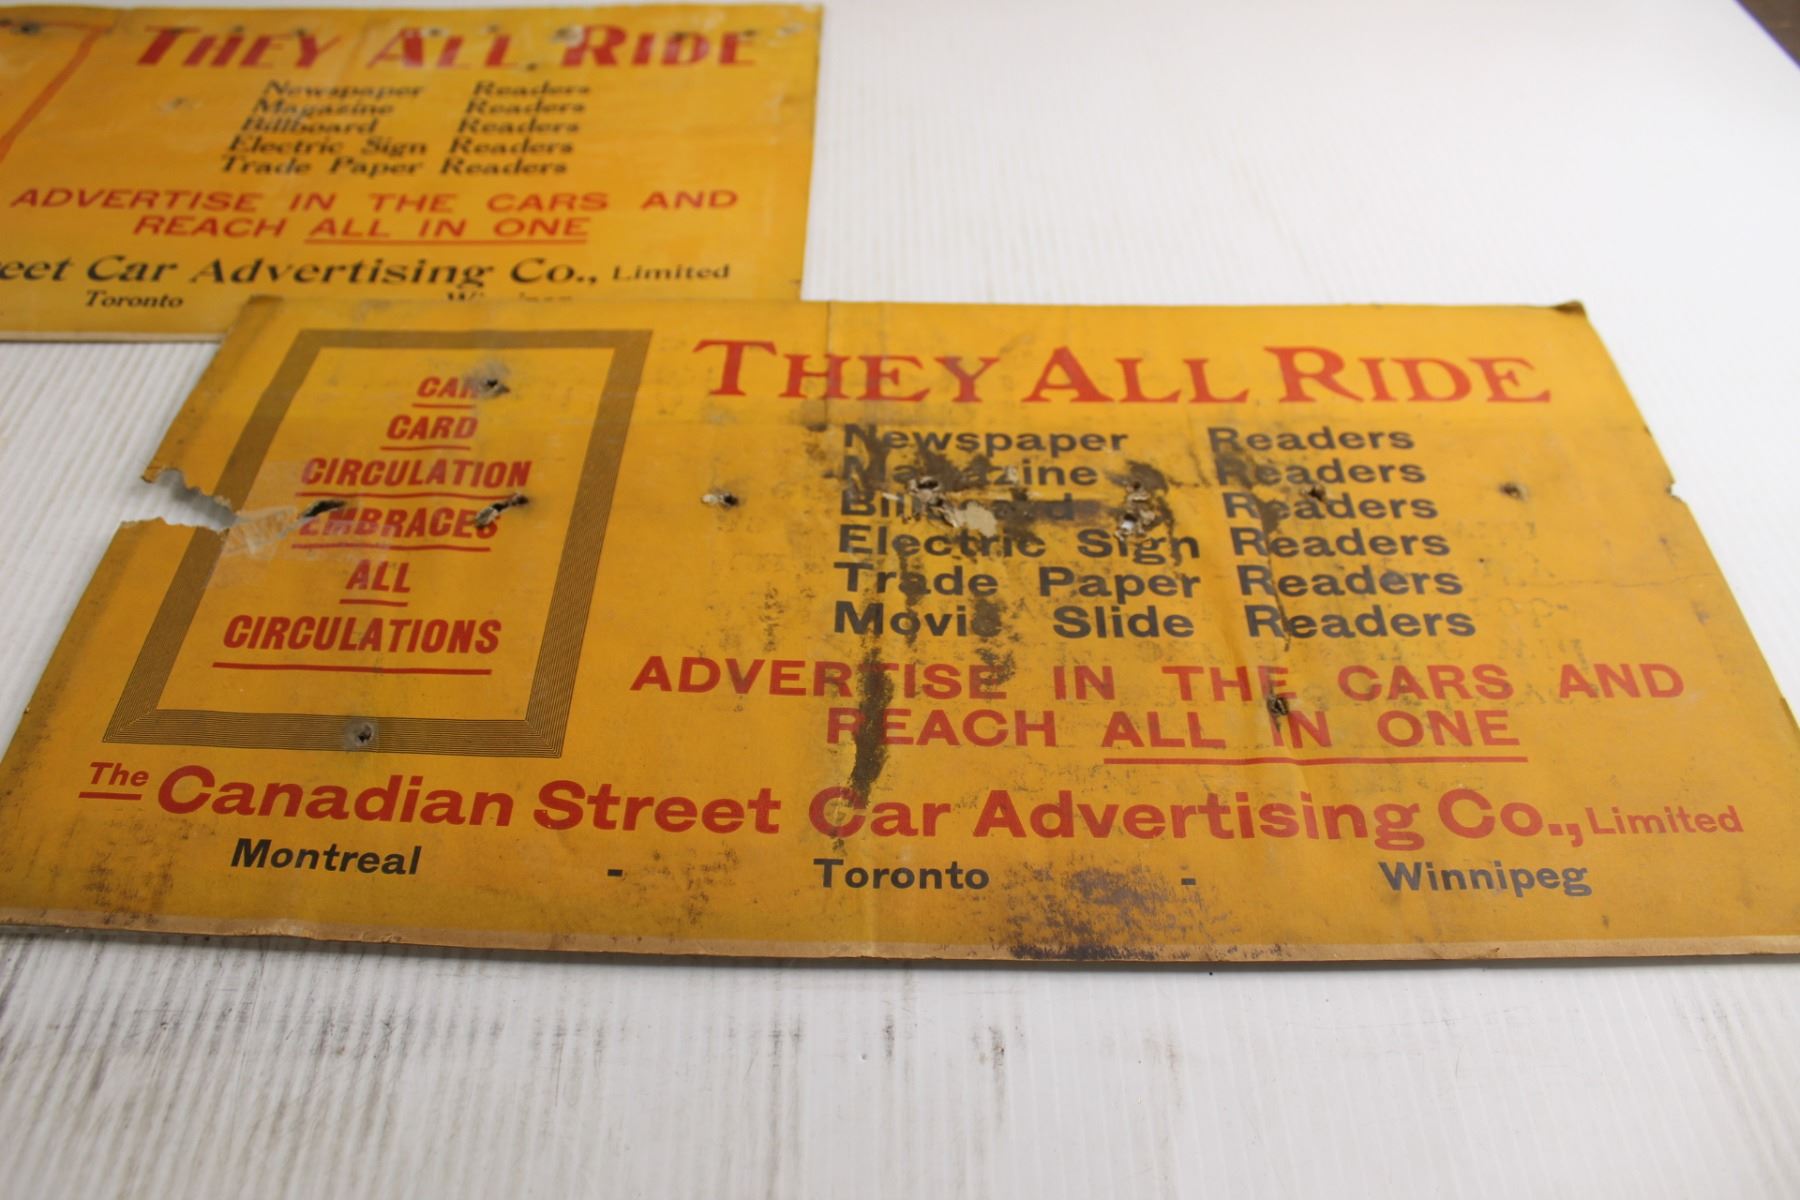 THEY ALL RIDE
Newspaper Readers
Magazine Readers
Billboard Readers
Electric Sign Readers
Trade Paper Readers
ADVERTISE IN THE CARS AND
REACH ALL IN ONE
Car Advertising Co., Limited
Toronto
CAR
CARD
CIRCULATION
EMBRACES
ALL
CIRCULATIONS
THEY ALL RIDE
Newspaper Readers
Magazine Readers
Billboard Readers
Electric Sign Readers
Trade Paper Readers
Movie Slide Readers
ADVERTISE IN THE CARS AND
REACH ALL IN ONE
The Canadian Street Car Advertising Co., Limited
Montreal - Toronto - Winnipeg